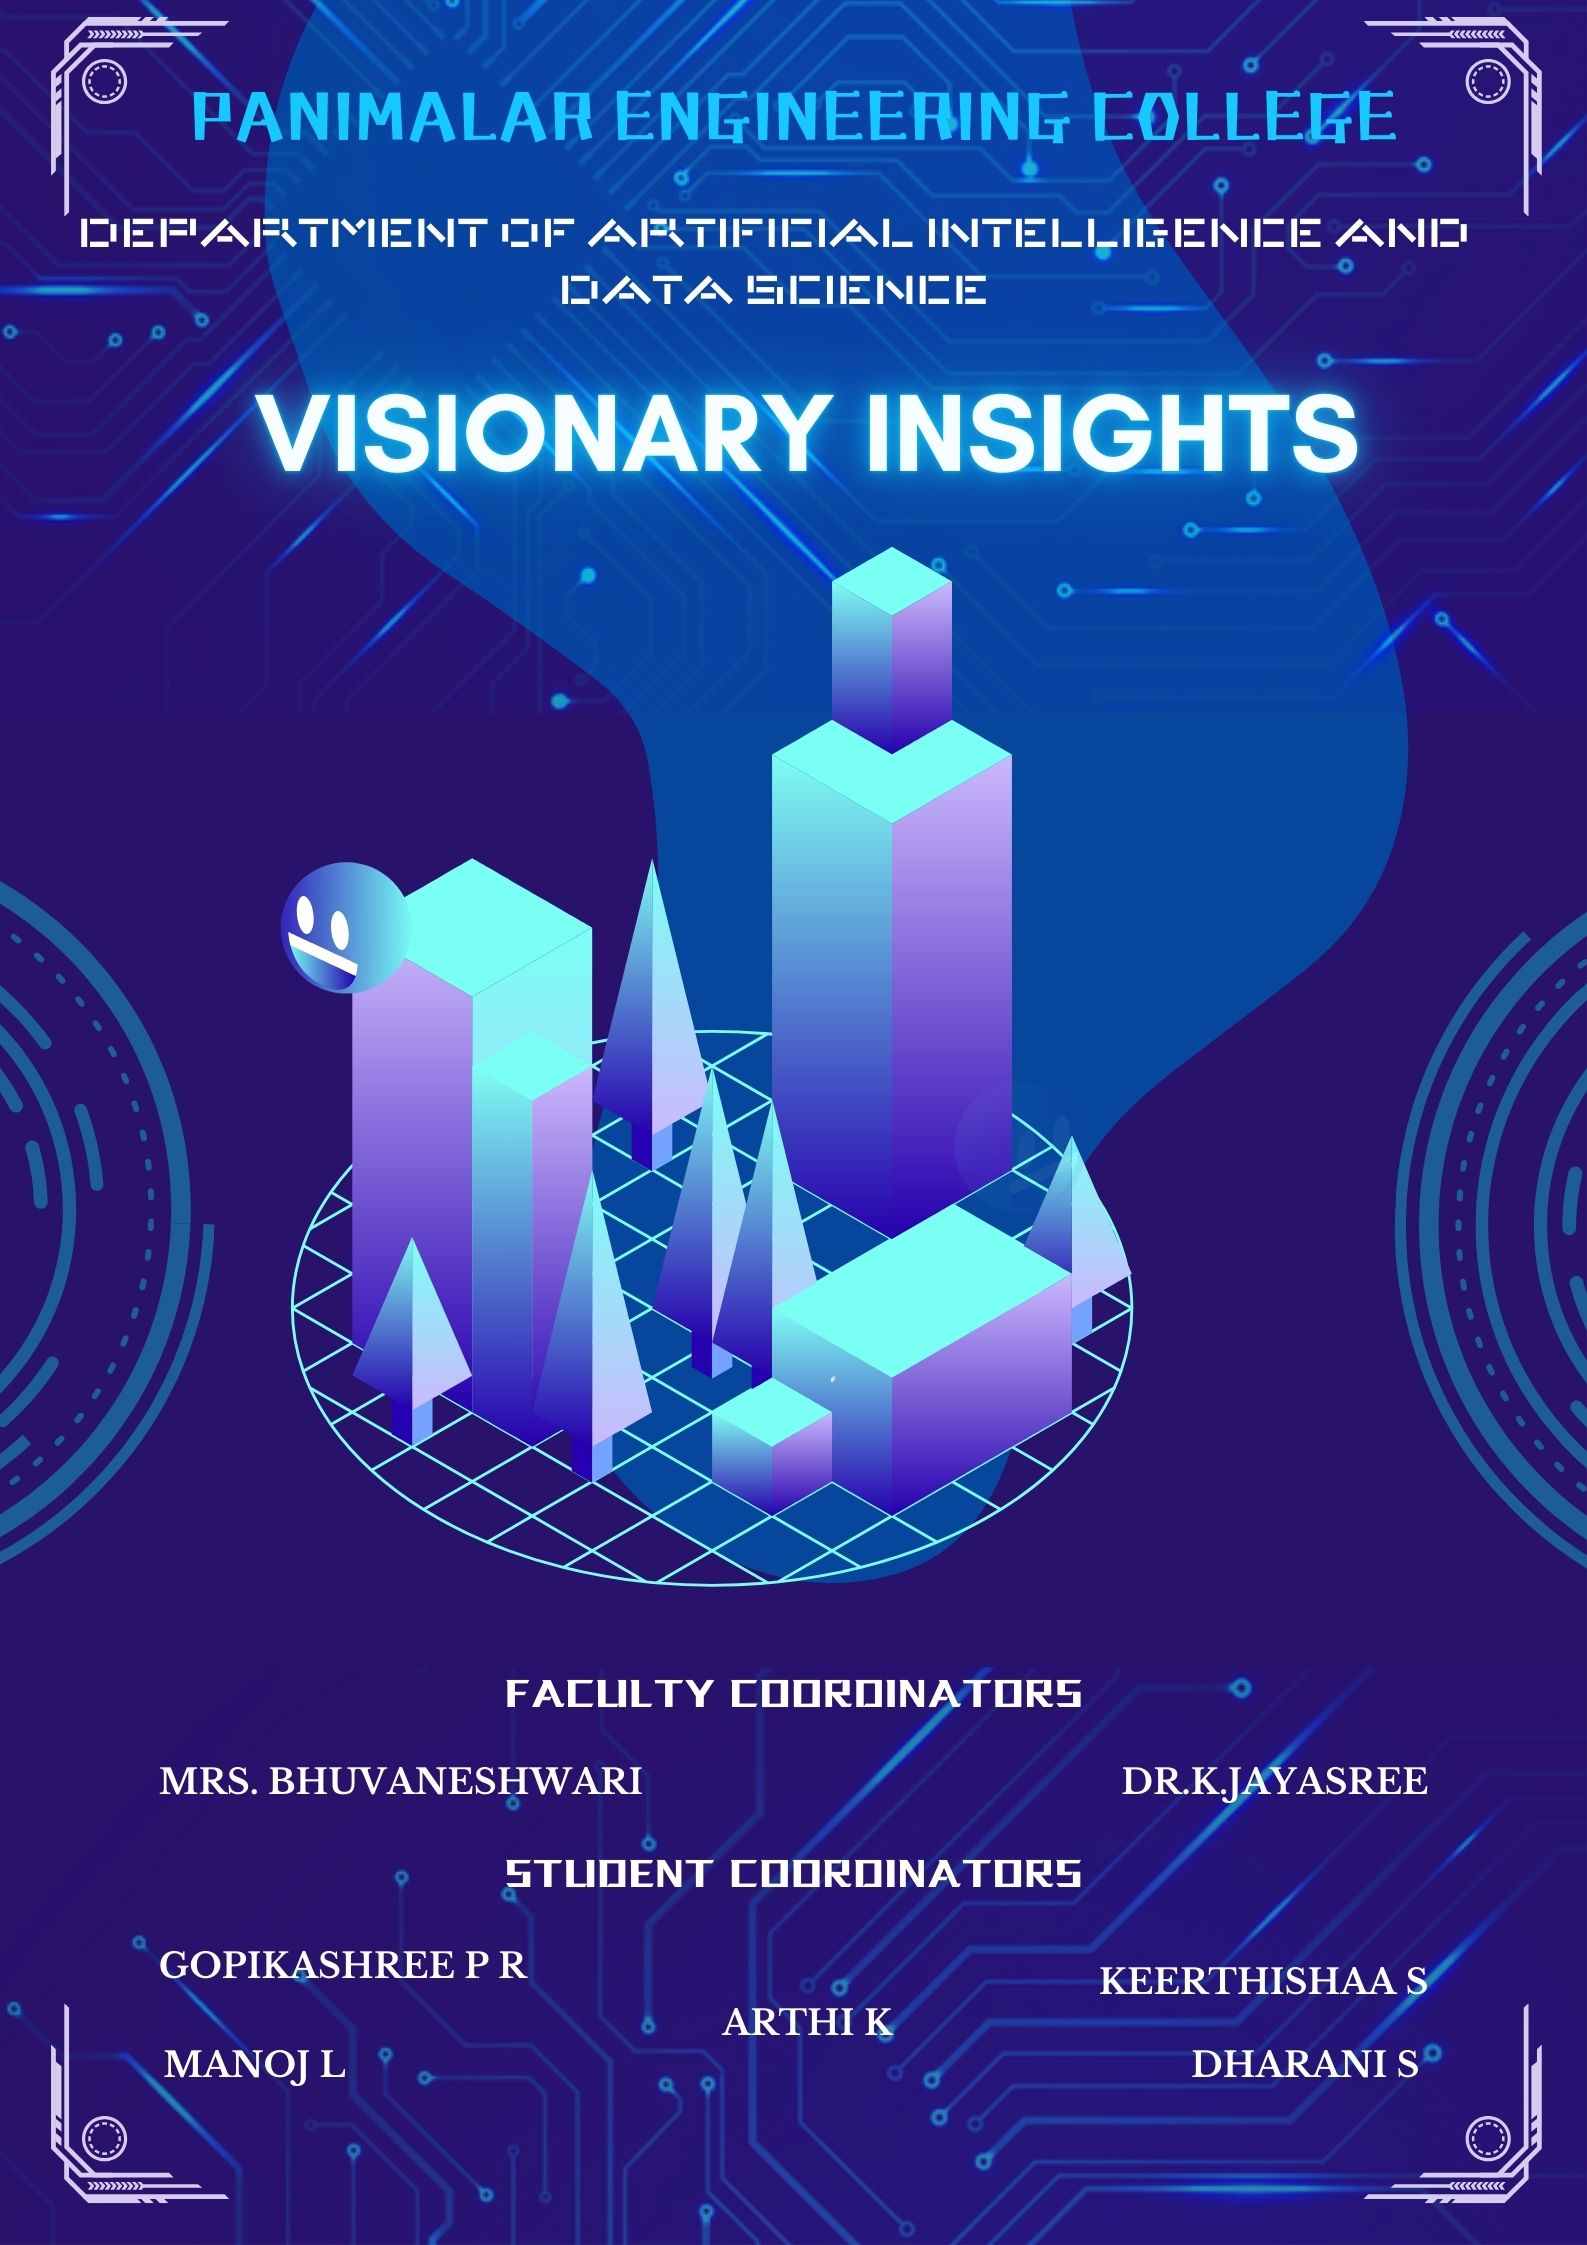 PANIMALAR ENGINEERING COLLEGE
DEPARTMENT OF ARTIFICIAL INTELLIGENCE AND
DATA SCIENCE
VISIONARY INSIGHTS
FACULTY COORDINATORS
MRS. BHUVANESHWARI
DR.K.JAYASREE
STUDENT COORDINATORS
GOPIKASHREE P R
KEERTHISHAA S
ARTHI K
MANOJ L
DHARANI S